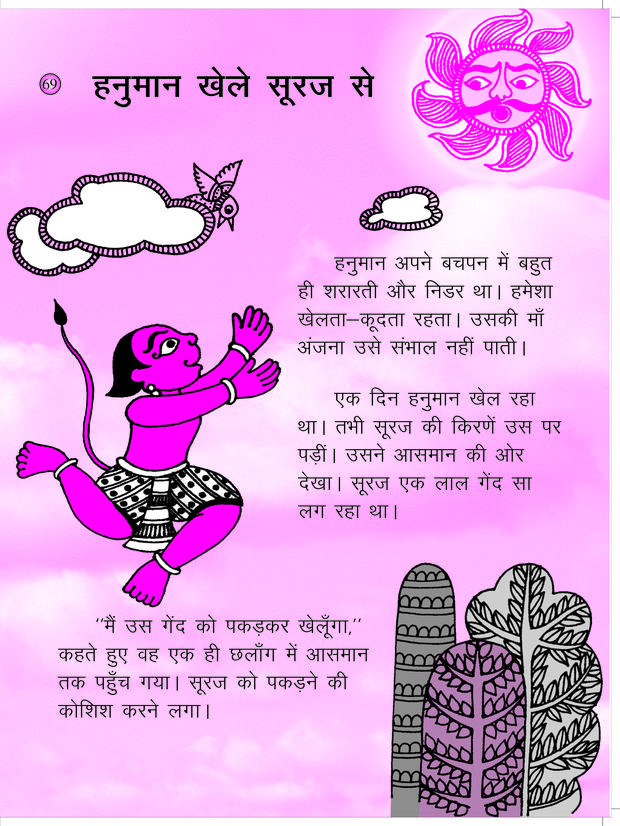 69
हनुमान खेले सूरज से
हनुमान अपने बचपन में बहुत
ही शरारती और निडर था। हमेशा
खेलता–कूदता रहता। उसकी माँ
अंजना उसे संभाल नहीं पाती।
एक दिन हनुमान खेल रहा
था। तभी सूरज की किरणें उस पर
पड़ीं। उसने आसमान की ओर
देखा। सूरज एक लाल गेंद सा
लग रहा था।
‘‘मैं उस गेंद को पकड़कर खेलूँगा,’’
कहते हुए वह एक ही छलाँग में आसमान
तक पहुँच गया। सूरज को पकड़ने की
कोशिश करने लगा।